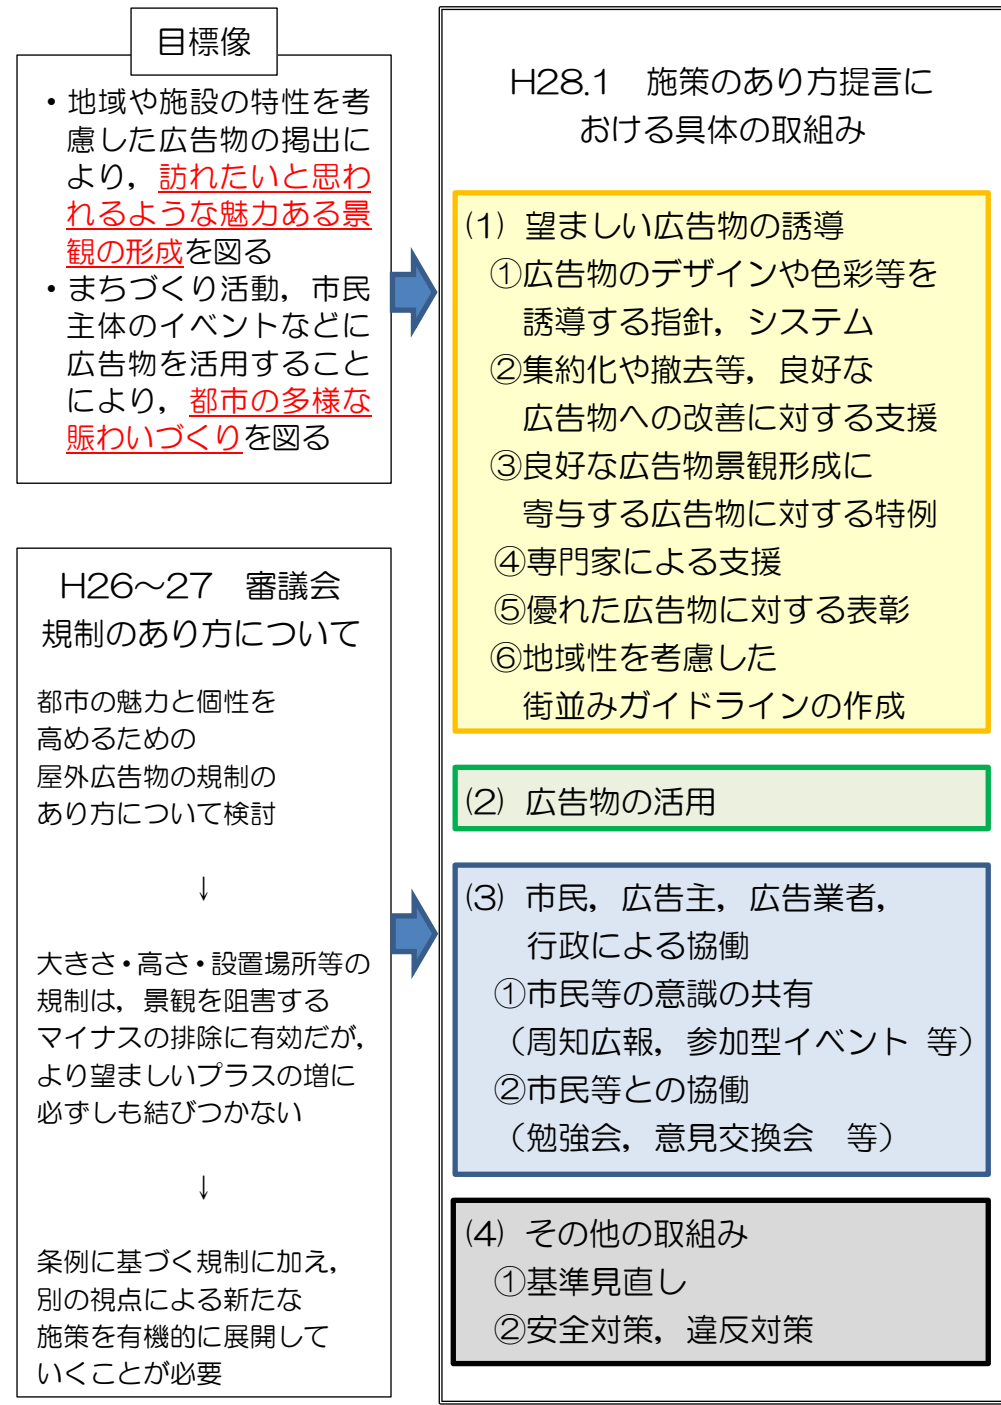 目標像
・地域や施設の特性を考
慮した広告物の掲出に
より，訪れたいと思わ
れるような魅力ある景
観の形成を図る
・まちづくり活動，市民
主体のイベントなどに
広告物を活用すること
により，都市の多様な
賑わいづくりを図る
H26～27　審議会
規制のあり方について
都市の魅力と個性を
高めるための
屋外広告物の規制の
あり方について検討
↓
大きさ・高さ・設置場所等の
規制は，景観を阻害する
マイナスの排除に有効だが，
より望ましいプラスの増に
必ずしも結びつかない
↓
条例に基づく規制に加え，
別の視点による新たな
施策を有機的に展開して
いくことが必要
H28.1　施策のあり方提言に
おける具体の取組み
⑴ 望ましい広告物の誘導
①広告物のデザインや色彩等を
誘導する指針，システム
②集約化や撤去等，良好な
広告物への改善に対する支援
③良好な広告物景観形成に
寄与する広告物に対する特例
④専門家による支援
⑤優れた広告物に対する表彰
⑥地域性を考慮した
街並みガイドラインの作成
⑵ 広告物の活用
⑶ 市民，広告主，広告業者，
行政による協働
①市民等の意識の共有
（周知広報，参加型イベント 等）
②市民等との協働
（勉強会，意見交換会　等）
⑷ その他の取組み
①基準見直し
②安全対策，違反対策